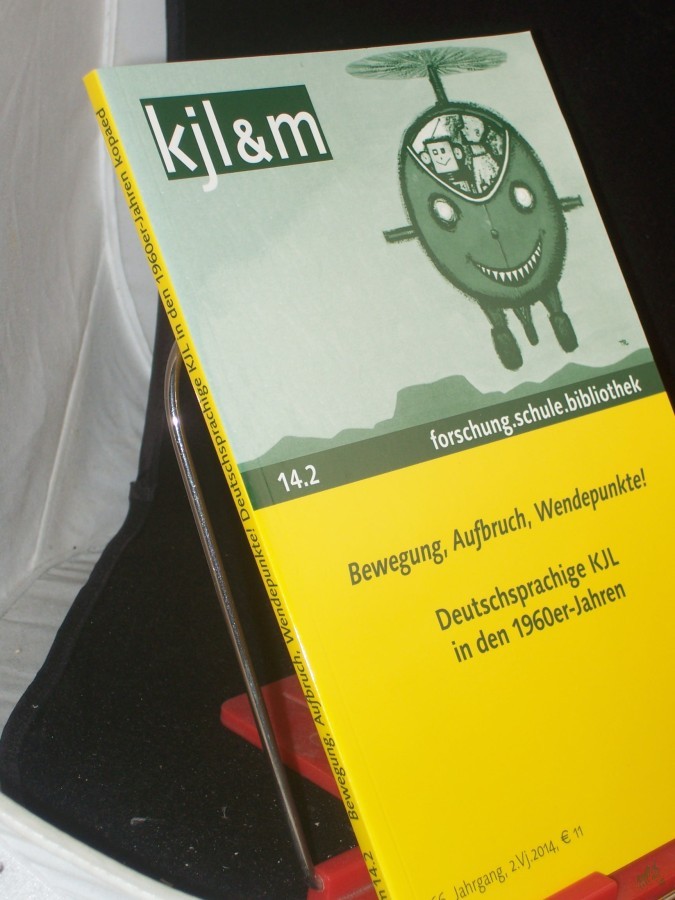 kjl&m
forschung.schule.bibliothek
14.2
Bewegung, Aufbruch, Wendepunkte!
Deutschsprachige KJL
in den 1960er-Jahren
66. Jahrgang, 2.Vj.2014, € 11
14.2 Bewegung, Aufbruch, Wendepunkte! Deutschsprachige KJL in den 1960er-Jahren kopaed